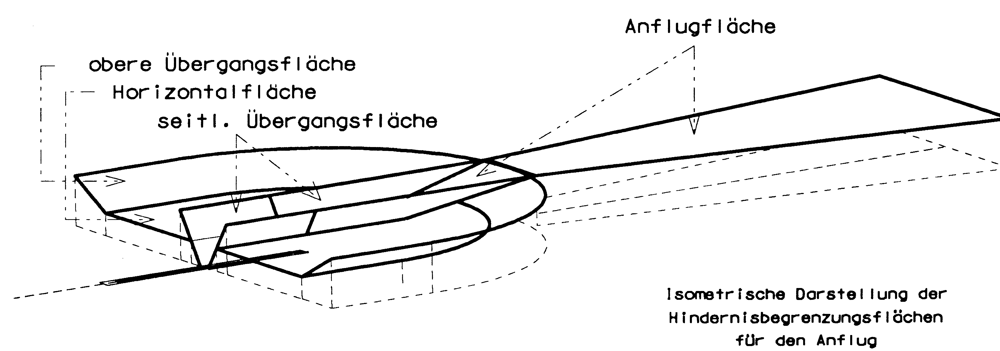 Anflugfläche
obere Übergangsfläche
Horizontalfläche
seitl. Übergangsfläche
Isometrische Darstellung der
Hindernisbegrenzungsflächen
für den Anflug